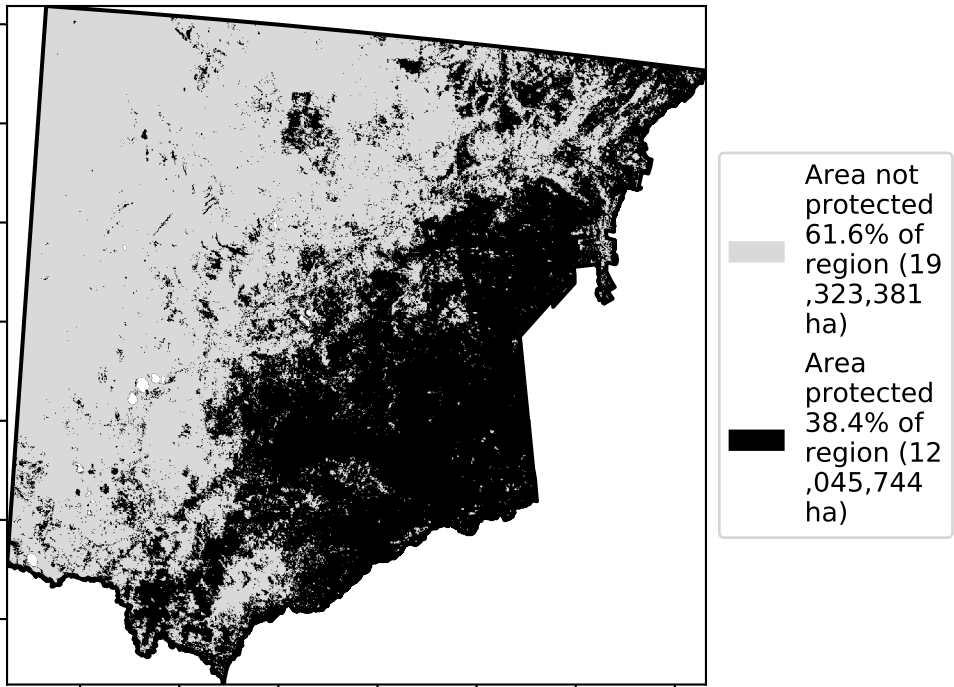 Area not
protected
61.6% of
region (19
,323,381
ha)
Area
protected
38.4% of
region (12
,045,744
ha)